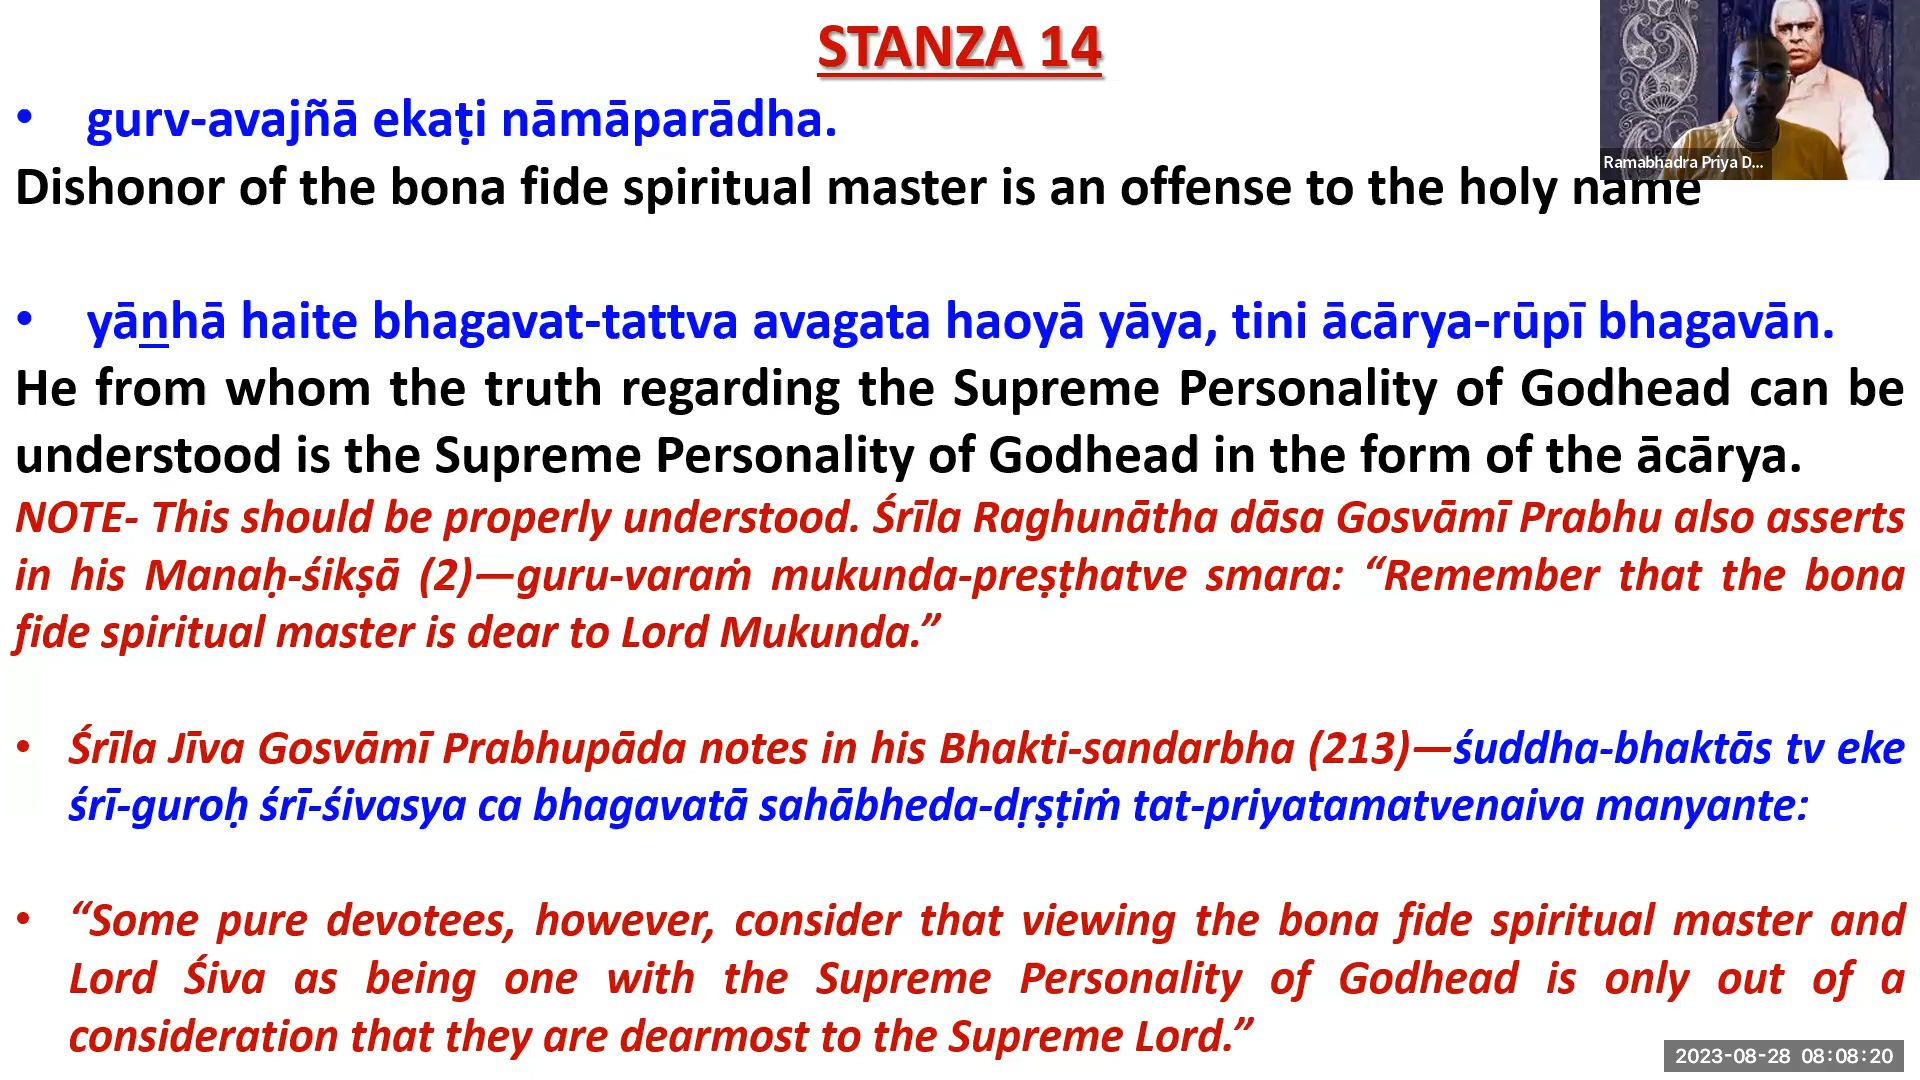 STANZA 14
• gurv-avajñā ekaṭi nāmāparādha.
Ramabhadra Priya D...
Dishonor of the bona fide spiritual master is an offense to the holy name
• yāṉhā haite bhagavat-tattva avagata haoyā yāya, tini ācārya-rūpī bhagavān.
He from whom the truth regarding the Supreme Personality of Godhead can be
understood is the Supreme Personality of Godhead in the form of the ācārya.
NOTE- This should be properly understood. Śrīla Raghunātha dāsa Gosvāmī Prabhu also asserts
in his Manaḥ-śikṣā (2)—guru-varaṁ mukunda-preṣṭhatve smara: “Remember that the bona
fide spiritual master is dear to Lord Mukunda.”
• Śrīla Jīva Gosvāmī Prabhupāda notes in his Bhakti-sandarbha (213)—śuddha-bhaktās tv eke
śrī-guroḥ śrī-śivasya ca bhagavatā sahābheda-dṛṣṭiṁ tat-priyatamatvenaiva manyante:
• “Some pure devotees, however, consider that viewing the bona fide spiritual master and
Lord Śiva as being one with the Supreme Personality of Godhead is only out of a
consideration that they are dearmost to the Supreme Lord.”
2023-08-28 08:08:20